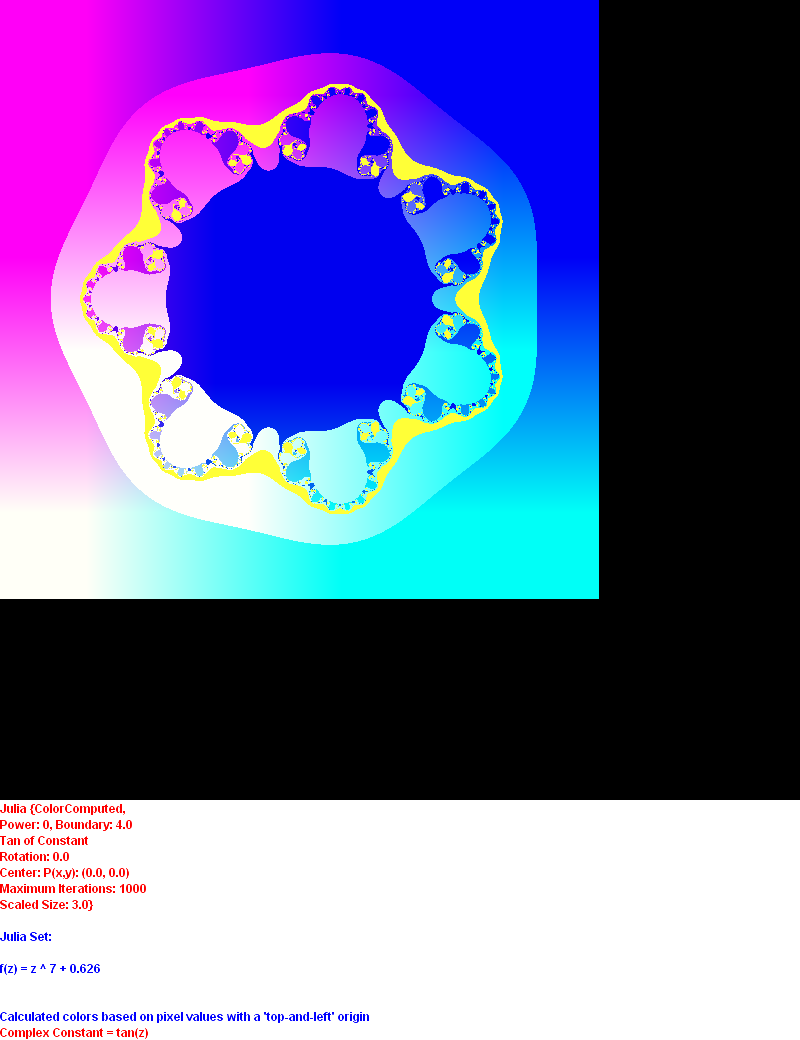 Julia {ColorComputed,
Power: 0, Boundary: 4.0
Tan of Constant
Rotation: 0.0
Center: P(x,y): (0.0, 0.0)
Maximum Iterations: 1000
Scaled Size: 3.0}
Julia Set:
f(z) = z ^ 7 + 0.626
Calculated colors based on pixel values with a 'top-and-left' origin
Complex Constant = tan(z)